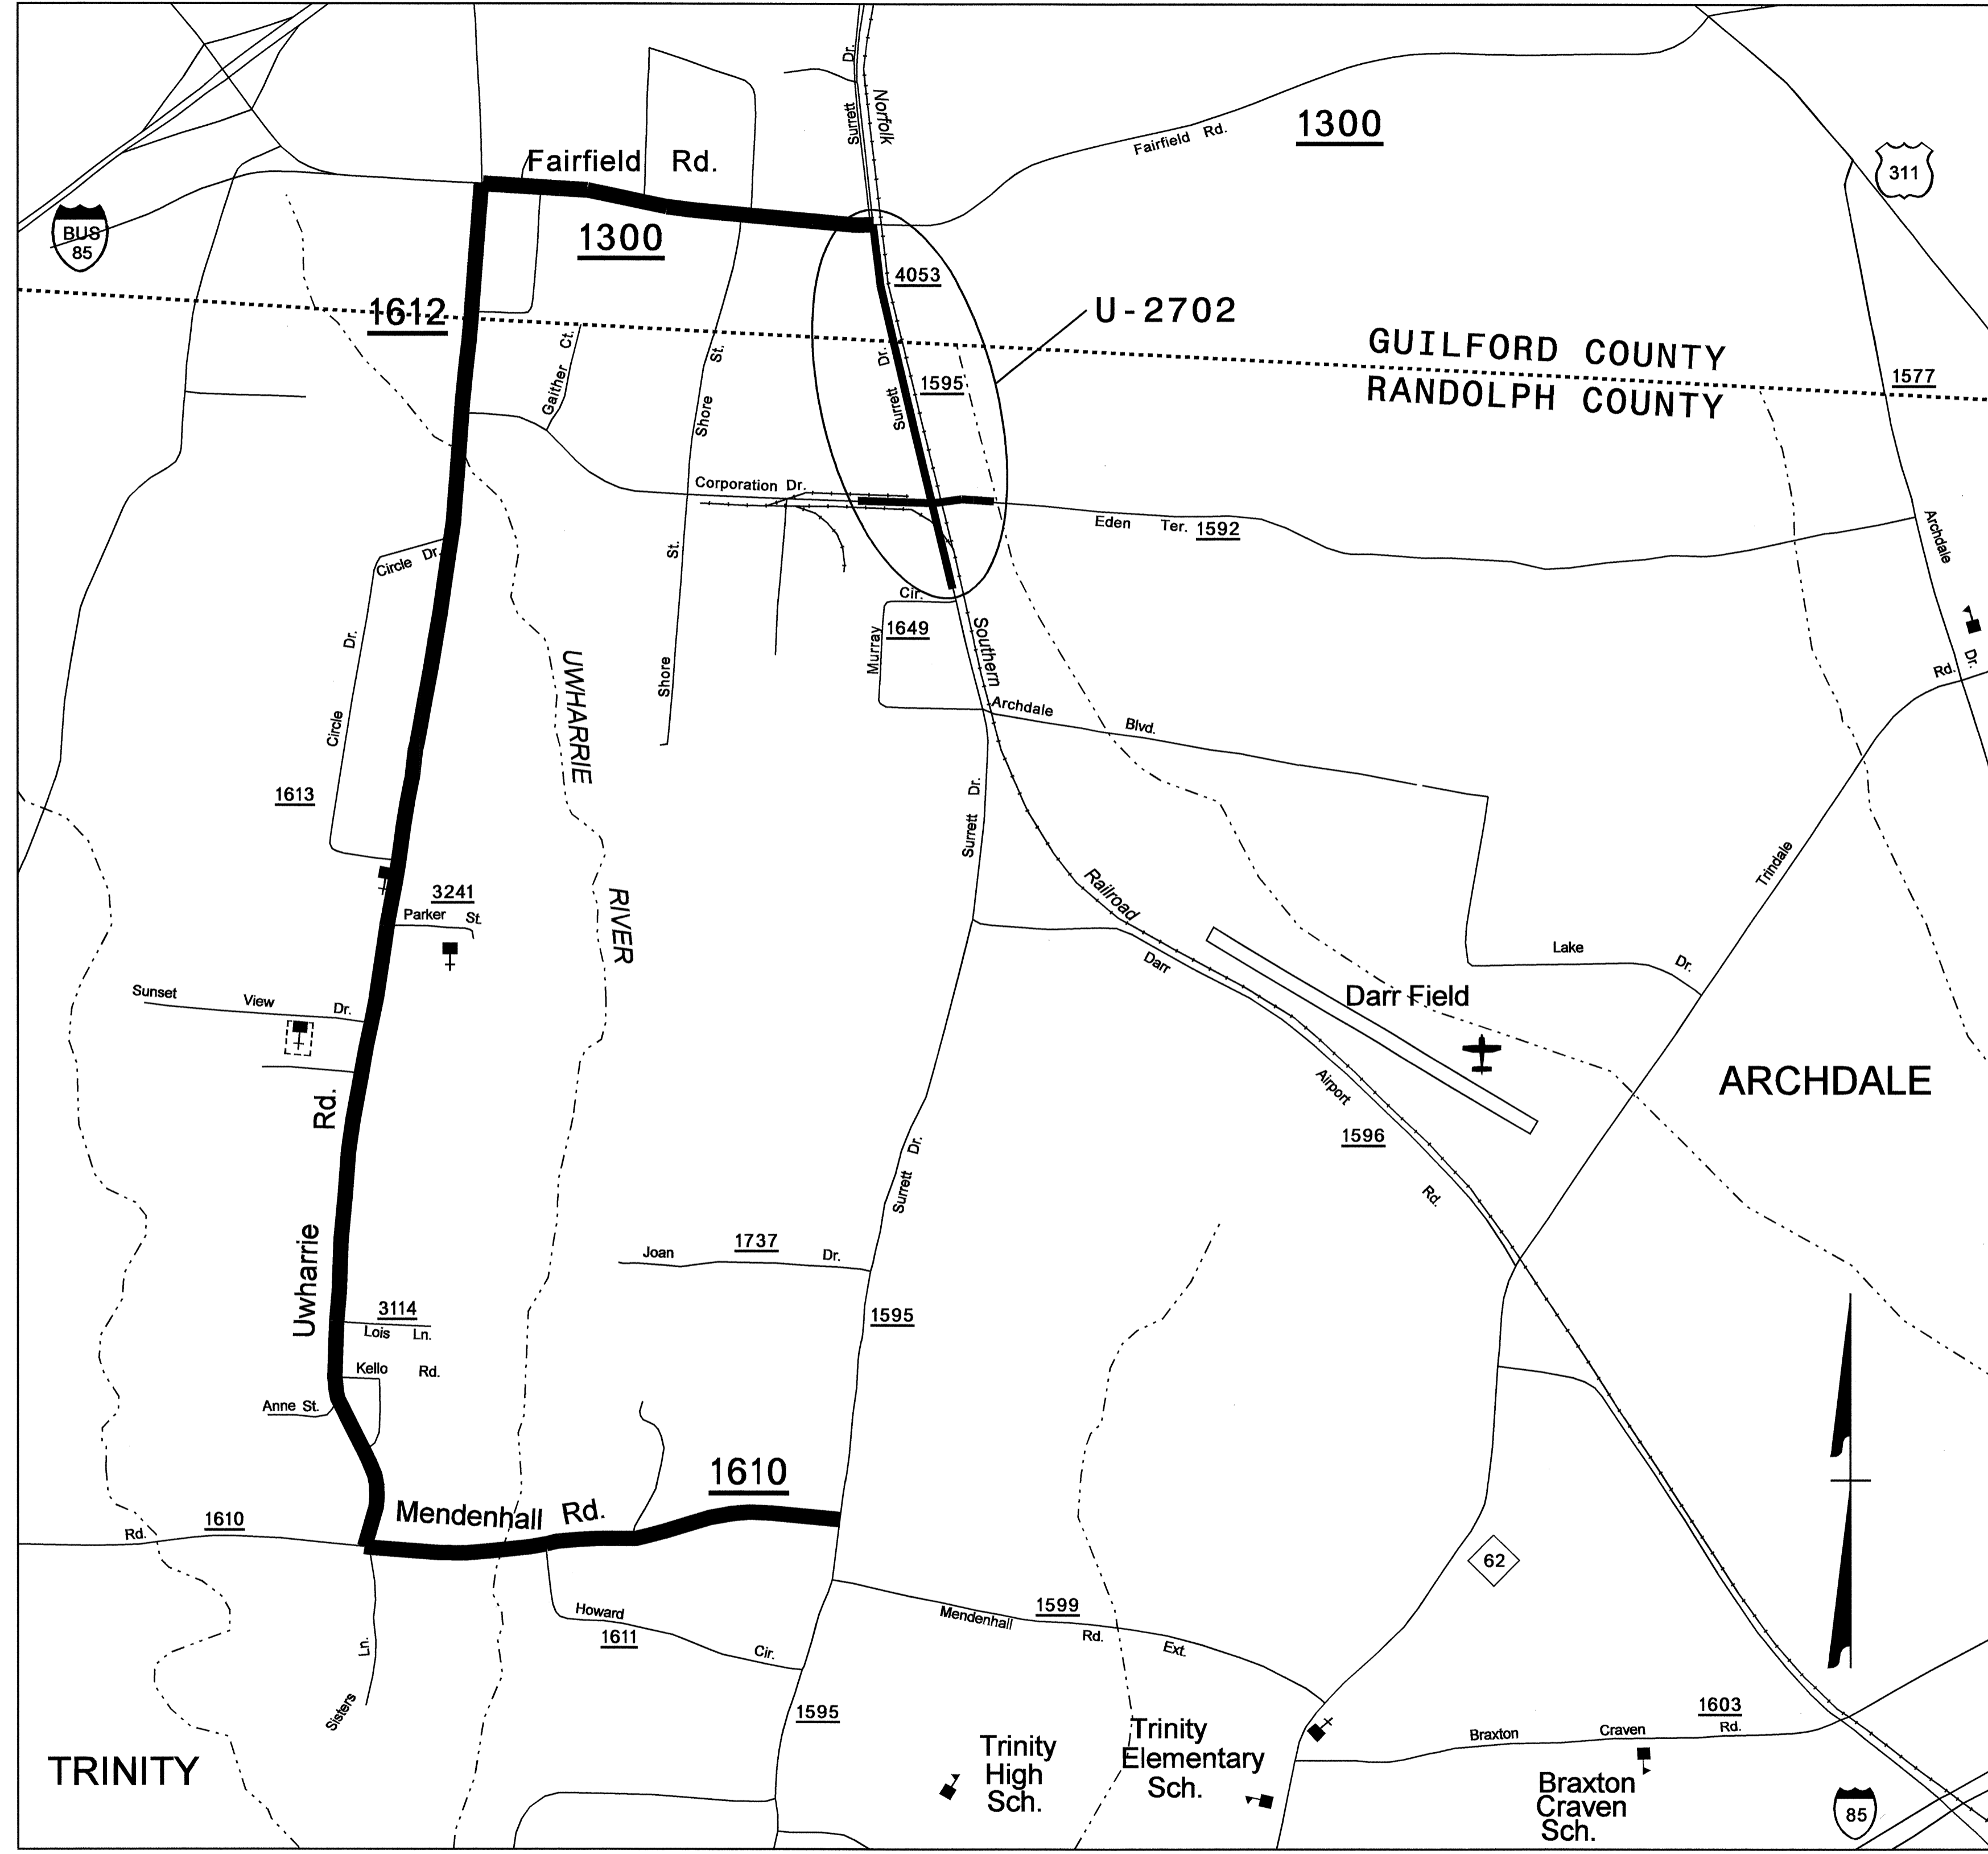 Dr.
Surrett
Norfolk
1300
Fairfield Rd.
311
Fairfield Rd.
BUS
85
1300
4053
1612
U-2702
GUILFORD COUNTY
RANDOLPH COUNTY
1577
Gaither Ct.
Shore St.
Surrett Dr.
1595
Corporation Dr.
Eden Ter. 1592
Archdale Dr.
Circle Dr.
Shore St.
Cir.
1649
Murray
Southern
Circle Dr.
UWHARRIE
Rd.
Archdale Blvd.
1613
Surrett Dr.
Trindale
3241
Parker St.
RIVER
Railroad
Lake Dr.
Sunset View Dr.
Darr
Darr Field
Airport
1596
Rd.
ARCHDALE
Uwharrie Rd.
Surrett Dr.
Joan 1737 Dr.
3114
Lois Ln.
1595
Kello Rd.
Anne St.
1610
Mendenhall Rd.
1610
Rd.
62
Howard
1611
Cir.
Mendenhall 1599
Rd. Ext.
Sisters Ln.
1595
1603
Braxton Craven Rd.
TRINITY
Trinity
High
Sch.
Trinity
Elementary
Sch.
Braxton
Craven
Sch.
85